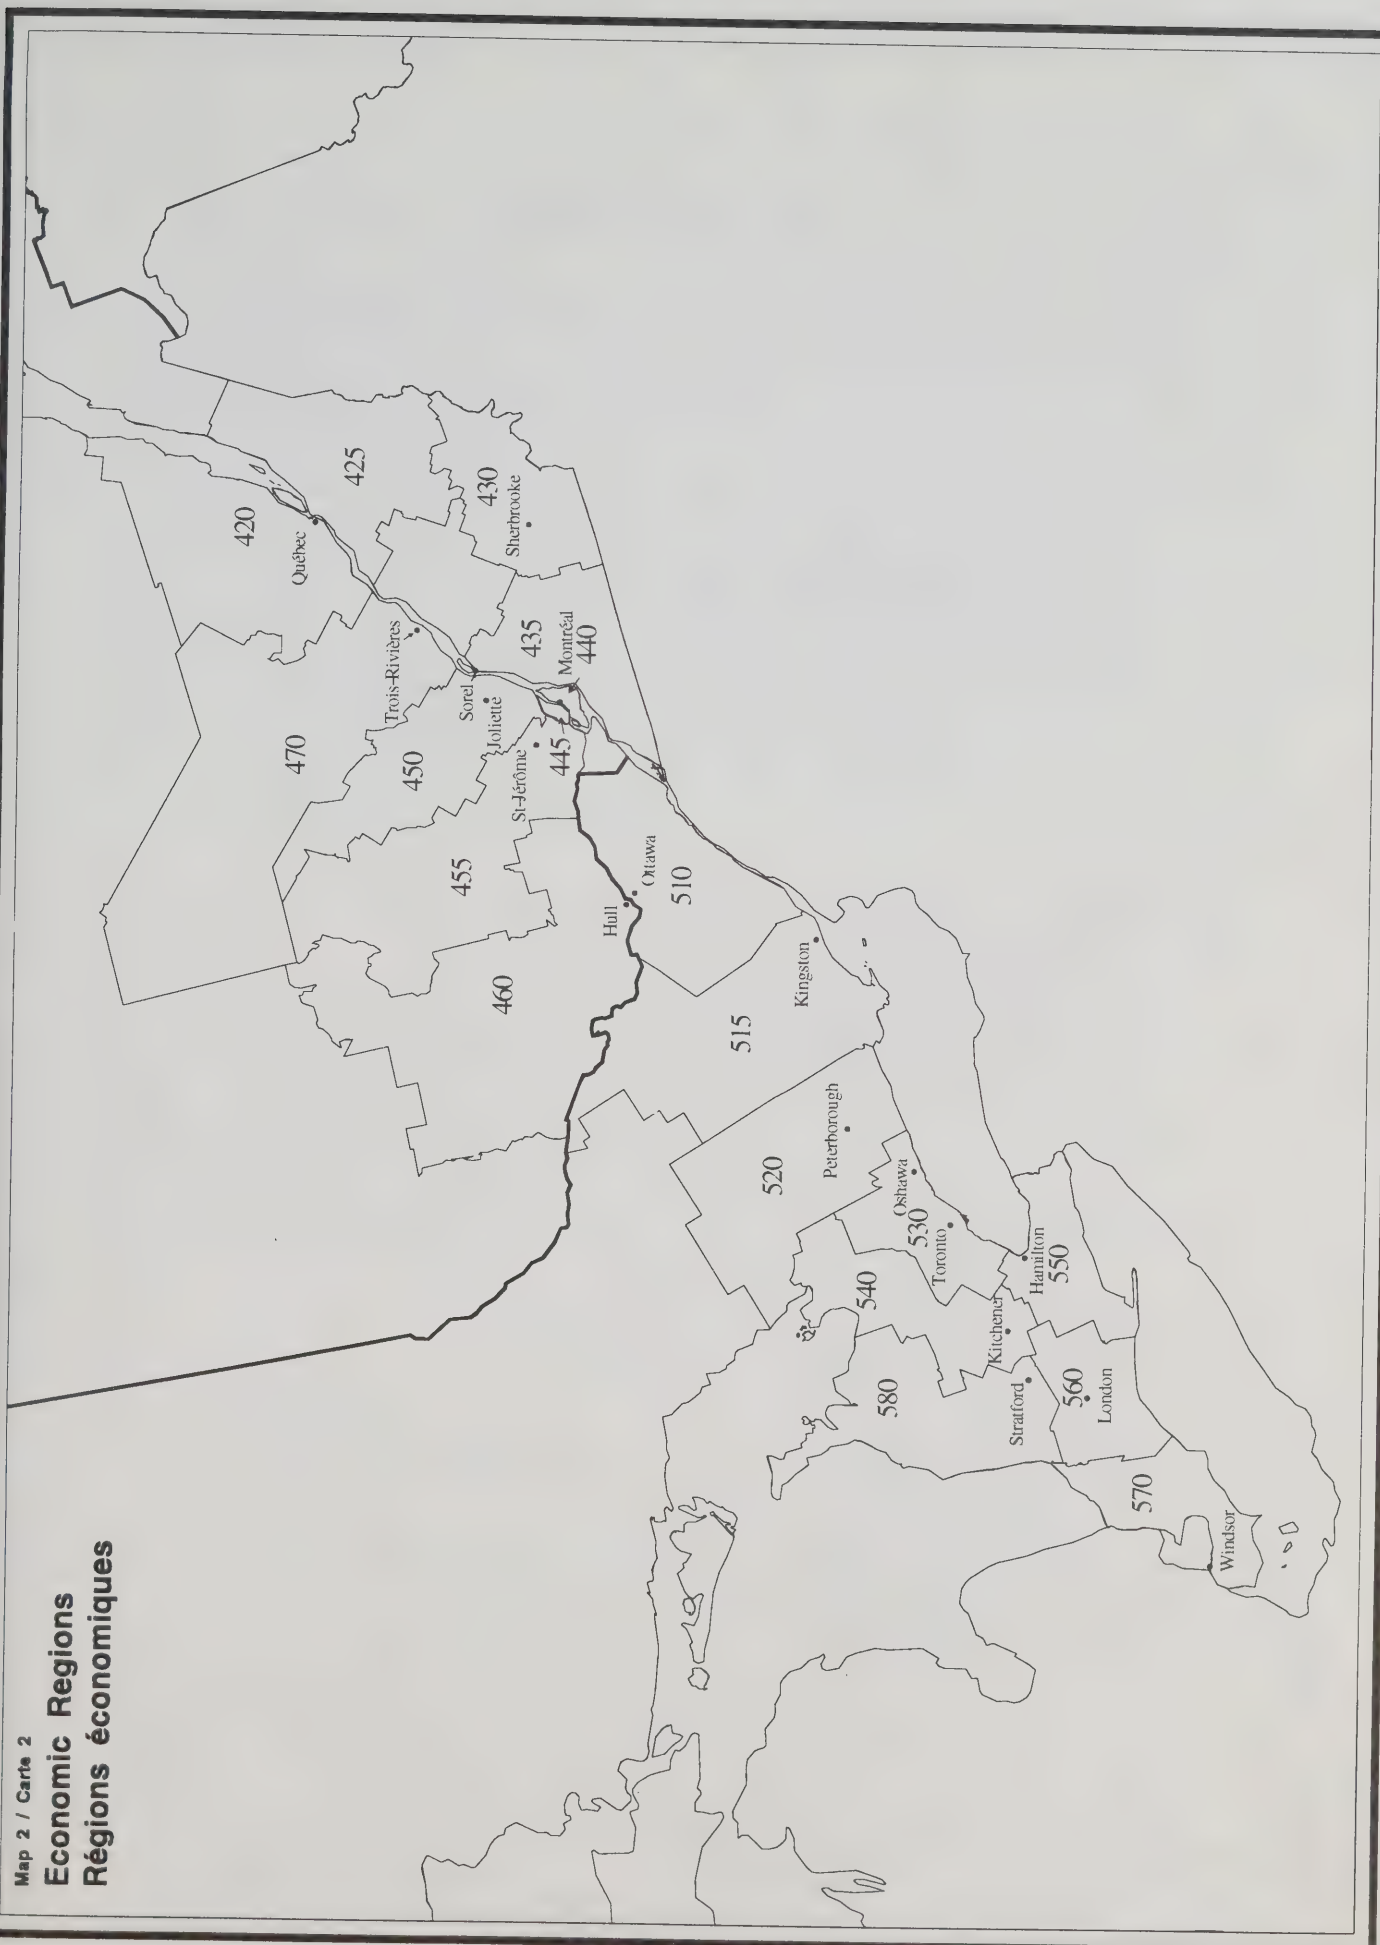 Map 2 / Carte 2
Economic Regions
Régions économiques
420
Québec
425
430
Sherbrooke
470
Trois-Rivières
450
Sorel
Joliette
435
Montréal
440
St-Jérôme
445
455
460
Hull
Ottawa
510
515
Kingston
520
Peterborough
Oshawa
530
Toronto
540
Hamilton
550
Kitchener
580
Stratford
560
London
570
Windsor